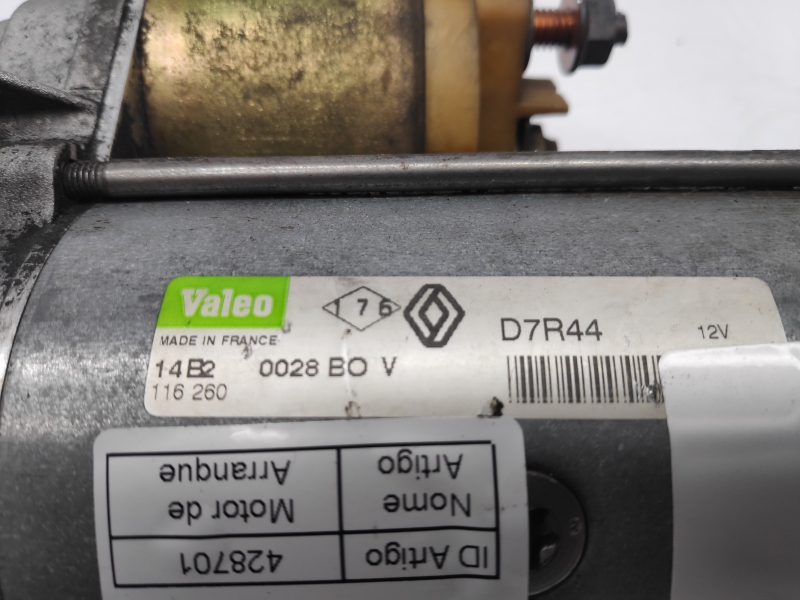 Valeo
176
D7R44
12V
MADE IN FRANCE
14B2 0028 BO V
116 260
ID Artigo 428701
Nome Artigo Motor de Arranque